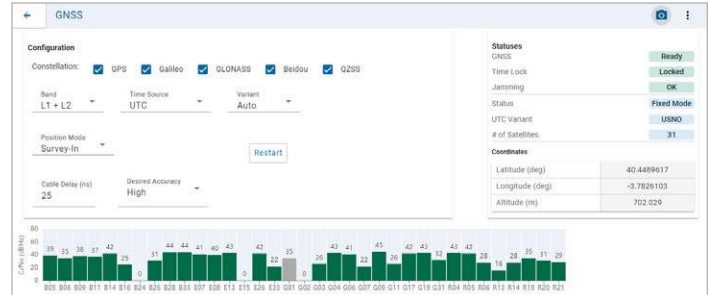 GNSS
Configuration
Constellation: GPS Galileo GLONASS Beidou QZSS
Band Time Source Variant
L1 + L2 UTC Auto
Position Mode
Survey-In
Restart
Cable Delay (ns) Desired Accuracy
25 High
Statuses
GNSS Ready
Time Lock Locked
Jamming OK
Status Fixed Mode
UTC Variant USNO
# of Satellites 31
Coordinates
Latitude (deg) 40.4489617
Longitude (deg) -3.7826103
Altitude (m) 702.029
C/No (dBHz)
80
60
40
20
0
39 35 38 37 42 25 0 31 44 44 41 40 43 0 42 22 35 0 26 43 41 22 45 26 42 43 32 43 42 28 16 28 35 31 29
B05 B06 B09 B11 B14 B16 B24 B26 B28 B33 E07 E08 E13 E15 E26 E33 G01 G02 G03 G04 G06 G07 G09 G11 G17 G19 G31 R04 R05 R06 R13 R14 R19 R20 R21